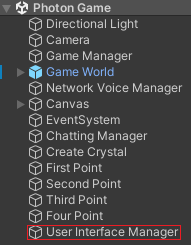 Photon Game
Directional Light
Camera
Game Manager
Game World
Network Voice Manager
Canvas
EventSystem
Chatting Manager
Create Crystal
First Point
Second Point
Third Point
Four Point
User Interface Manager